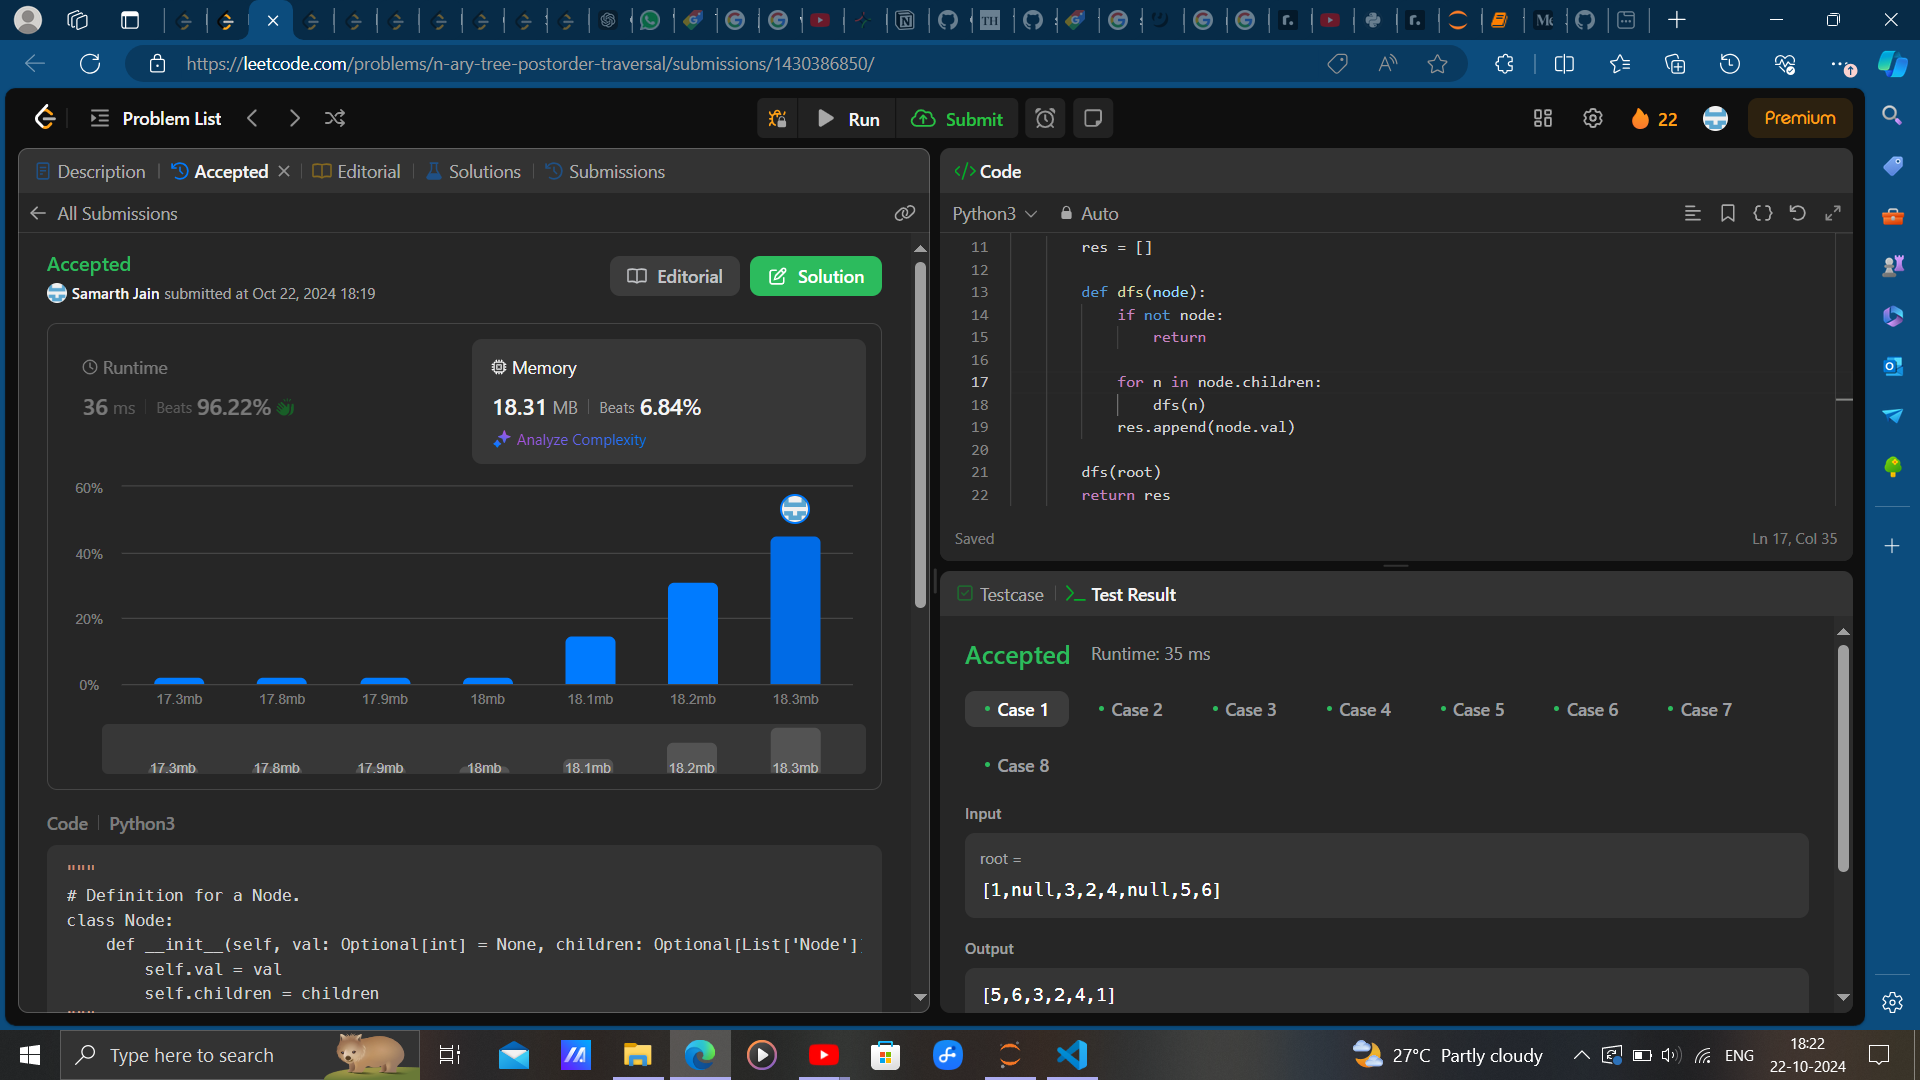 https://leetcode.com/problems/n-ary-tree-postorder-traversal/submissions/1430386850/
Problem List
Run
Submit
22
Premium
Description
Accepted
Editorial
Solutions
Submissions
All Submissions
Accepted
Samarth Jain submitted at Oct 22, 2024 18:19
Editorial
Solution
Runtime
36 ms
Beats 96.22%
Memory
18.31 MB
Beats 6.84%
Analyze Complexity
60%
40%
20%
0%
17.3mb
17.8mb
17.9mb
18mb
18.1mb
18.2mb
18.3mb
17.3mb
17.8mb
17.9mb
18mb
18.1mb
18.2mb
18.3mb
Code
Python3
"""
# Definition for a Node.
class Node:
    def __init__(self, val: Optional[int] = None, children: Optional[List['Node']]
        self.val = val
        self.children = children
"""
</> Code
Python3
Auto
11 res = []
12
13 def dfs(node):
14     if not node:
15         return
16
17     for n in node.children:
18         dfs(n)
19     res.append(node.val)
20
21 dfs(root)
22 return res
Saved
Ln 17, Col 35
Testcase
Test Result
Accepted
Runtime: 35 ms
Case 1
Case 2
Case 3
Case 4
Case 5
Case 6
Case 7
Case 8
Input
root =
[1,null,3,2,4,null,5,6]
Output
[5,6,3,2,4,1]
Type here to search
27°C Partly cloudy
ENG
18:22
22-10-2024